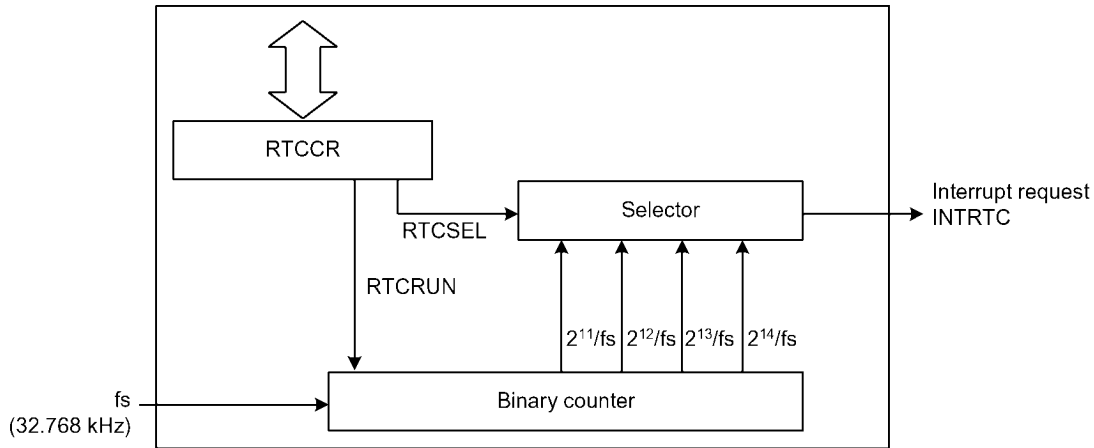 RTCCR
Interrupt request
INTRTC
Selector
RTCSEL
RTCRUN
2¹¹/fs 2¹²/fs 2¹³/fs 2¹⁴/fs
fs
(32.768 kHz)
Binary counter